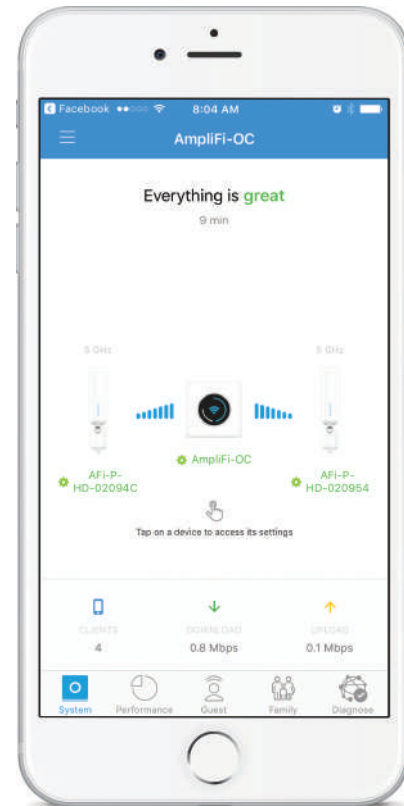 Facebook 8:04 AM
AmpliFi-OC
Everything is great
9 min
5 GHz 5 GHz
AmpliFi-OC
AFi-P-
HD-02094C
AFi-P-
HD-020954
Tap on a device to access its settings
CLIENTS DOWNLOAD UPLOAD
4 0.8 Mbps 0.1 Mbps
System Performance Guest Family Diagnose